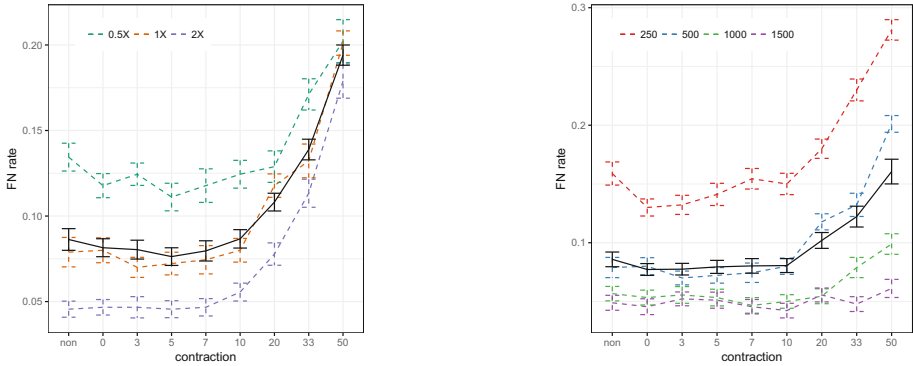 0.5X 1X 2X
0.20
0.15
0.10
0.05
FN rate
non 0 3 5 7 10 20 33 50
contraction
250 500 1000 1500
0.3
0.2
0.1
FN rate
non 0 3 5 7 10 20 33 50
contraction